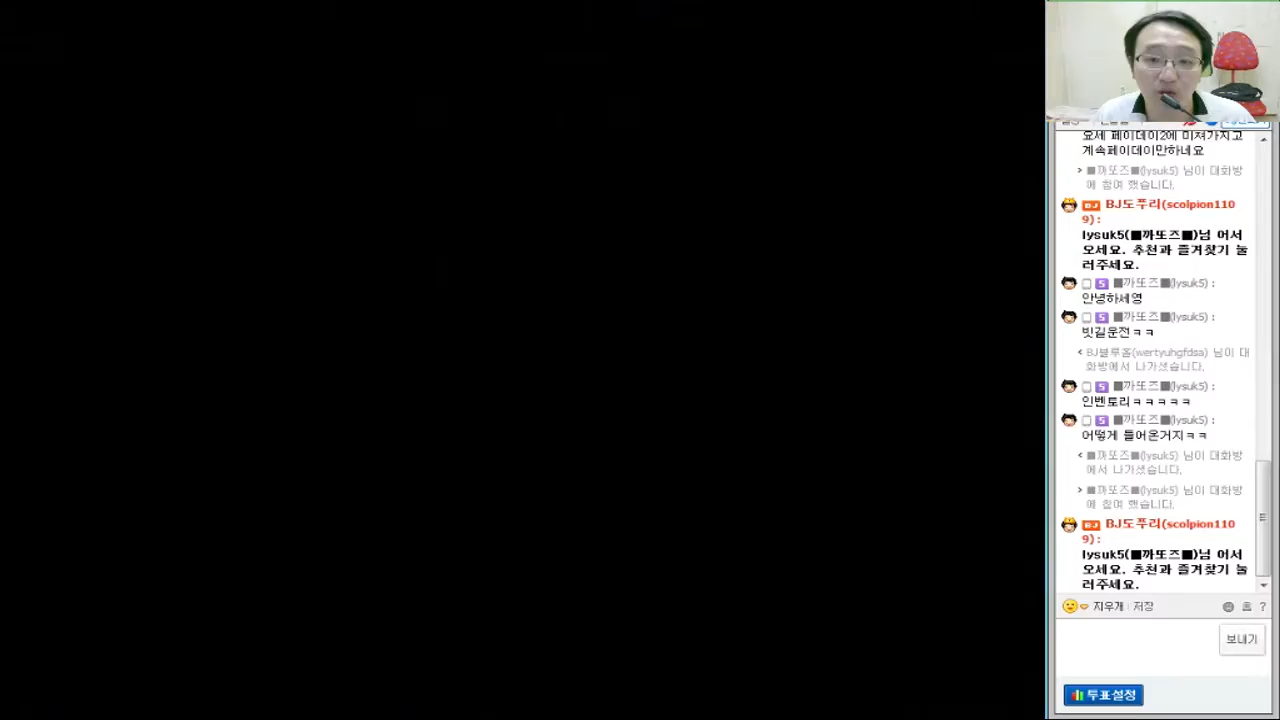 요세 페이데이2에 미져가지고
계속페이데이만하네요
■까또즈■(lysuk5) 님이 대화방
에 참여 했습니다.
BJ BJ도푸리(scolpion110
9) :
lysuk5(■까또즈■)님 어서
오세요. 추천과 즐겨찾기 눌
러주세요.
S ■까또즈■(lysuk5) :
안녕하세영
S ■까또즈■(lysuk5) :
빗길운전ㅋㅋ
BJ블루홀(wertyuhgfdsa) 님이 대
화방에서 나가셨습니다.
S ■까또즈■(lysuk5) :
인벤토리ㅋㅋㅋㅋㅋ
S ■까또즈■(lysuk5) :
어떻게 들어온거지ㅋㅋ
■까또즈■(lysuk5) 님이 대화방
에서 나가셨습니다.
■까또즈■(lysuk5) 님이 대화방
에 참여 했습니다.
BJ BJ도푸리(scolpion110
9) :
lysuk5(■까또즈■)님 어서
오세요. 추천과 즐겨찾기 눌
러주세요.
지우개 저장 ?
보내기
투표설정